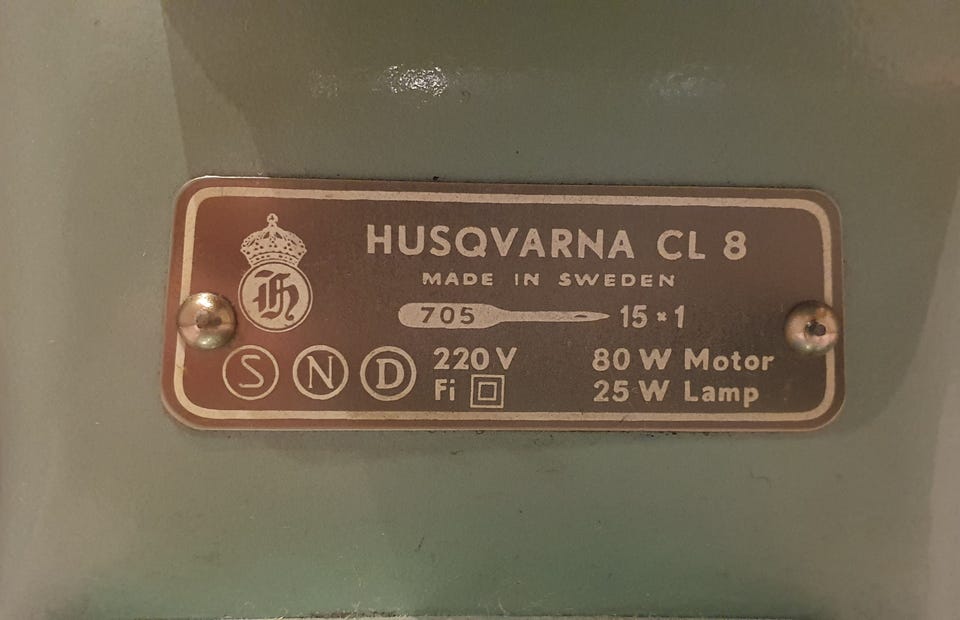 HUSQVARNA CL 8
MADE IN SWEDEN
705 15×1
S N D
220 V 80 W Motor
Fi 25 W Lamp
H